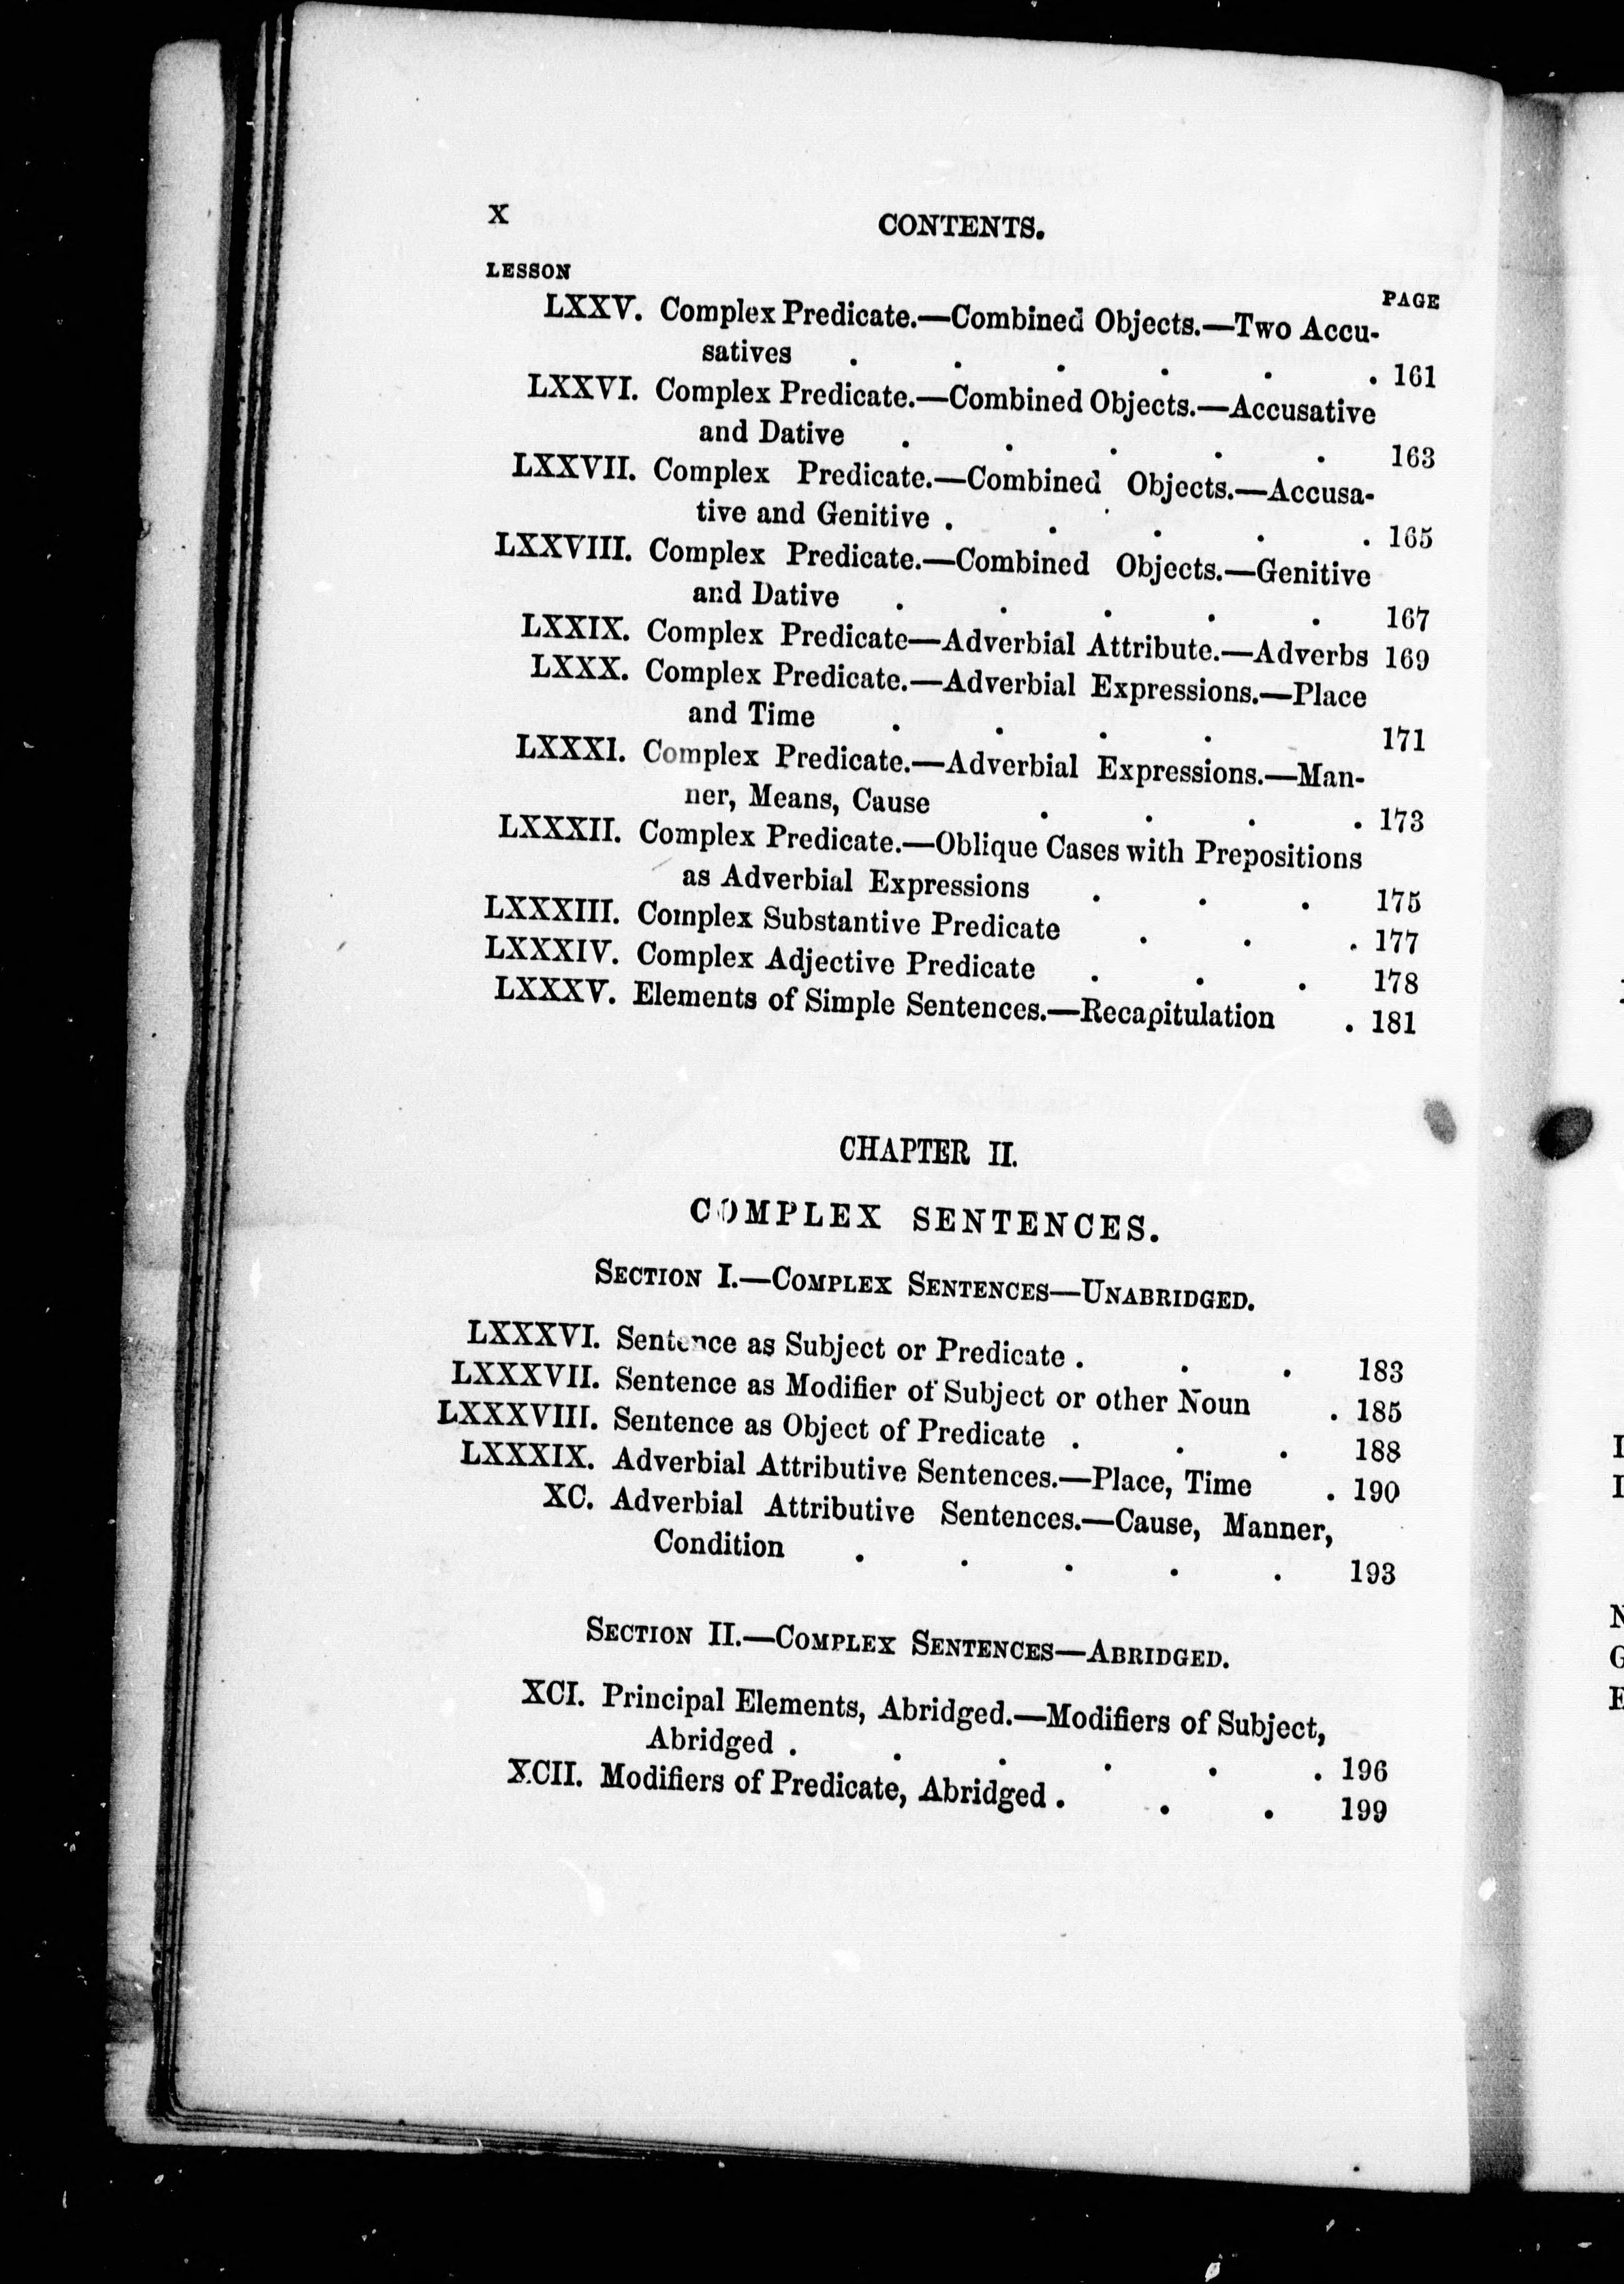 X
CONTENTS.
LESSON
PAGE
LXXV. Complex Predicate.—Combined Objects.—Two Accu-
satives . . . . . . 161
LXXVI. Complex Predicate.—Combined Objects.—Accusative
and Dative . . . . . 163
LXXVII. Complex Predicate.—Combined Objects.—Accusa-
tive and Genitive . . . . . 165
LXXVIII. Complex Predicate.—Combined Objects.—Genitive
and Dative . . . . . 167
LXXIX. Complex Predicate—Adverbial Attribute.—Adverbs 169
LXXX. Complex Predicate.—Adverbial Expressions.—Place
and Time . . . . 171
LXXXI. Complex Predicate.—Adverbial Expressions.—Man-
ner, Means, Cause . . . . 173
LXXXII. Complex Predicate.—Oblique Cases with Prepositions
as Adverbial Expressions . . . 175
LXXXIII. Complex Substantive Predicate . . . 177
LXXXIV. Complex Adjective Predicate . . . 178
LXXXV. Elements of Simple Sentences.—Recapitulation . 181
CHAPTER II.
COMPLEX SENTENCES.
SECTION I.—COMPLEX SENTENCES—UNABRIDGED.
LXXXVI. Sentence as Subject or Predicate . . . 183
LXXXVII. Sentence as Modifier of Subject or other Noun . 185
LXXXVIII. Sentence as Object of Predicate . . . 188
LXXXIX. Adverbial Attributive Sentences.—Place, Time . 190
XC. Adverbial Attributive Sentences.—Cause, Manner,
Condition . . . . . 193
SECTION II.—COMPLEX SENTENCES—ABRIDGED.
XCI. Principal Elements, Abridged.—Modifiers of Subject,
Abridged . . . . . . 196
XCII. Modifiers of Predicate, Abridged . . . 199